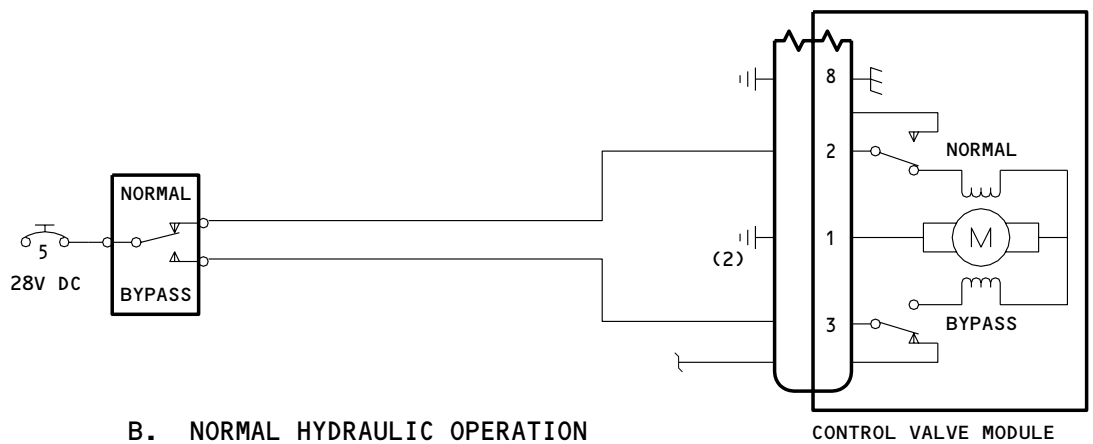 8
2
NORMAL
NORMAL
5
28V DC
BYPASS
(2)
1
M
3
BYPASS
B. NORMAL HYDRAULIC OPERATION
CONTROL VALVE MODULE